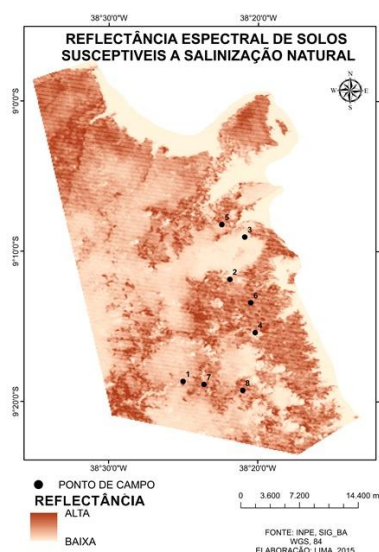 38°30'0"W
38°20'0"W
REFLECTÂNCIA ESPECTRAL DE SOLOS
SUSCEPTIVEIS A SALINIZAÇÃO NATURAL
N
W
E
S
9°0'0"S
5
3
9°10'0"S
2
6
4
1
7
8
9°20'0"S
38°30'0"W
38°20'0"W
PONTO DE CAMPO
REFLECTÂNCIA
ALTA
BAIXA
0 3.600 7.200 14.400 m
FONTE: INPE, SIG_BA
WGS, 84
ELABORAÇÃO: LIMA, 2015